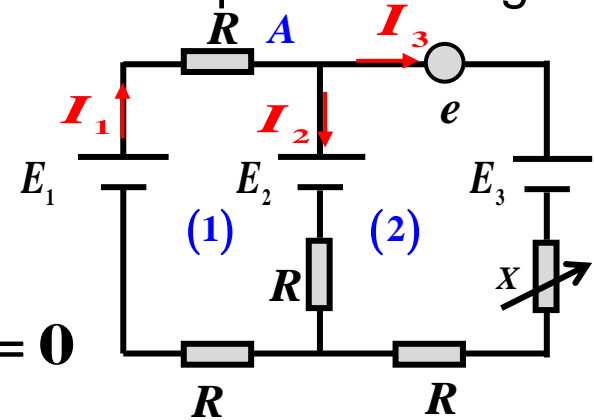 R A I₃
I₁ I₂ e
E₁ E₂ E₃
(1) (2)
R X
= 0
R R